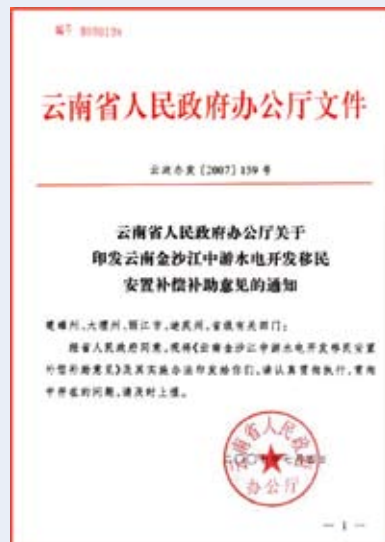 编号
云南省人民政府办公厅文件
云政办发〔2007〕159号
云南省人民政府办公厅关于
印发云南金沙江中游水电开发移民
安置补偿补助意见的通知
楚雄州、大理州、丽江市、迪庆州，省级有关部门：
经省人民政府同意，现将《云南金沙江中游水电开发移民安置
补偿补助意见》及其实施办法印发给你们，请认真贯彻执行，
中存在的问题，请及时上报。
云南省人民政府
办公厅
— 1 —